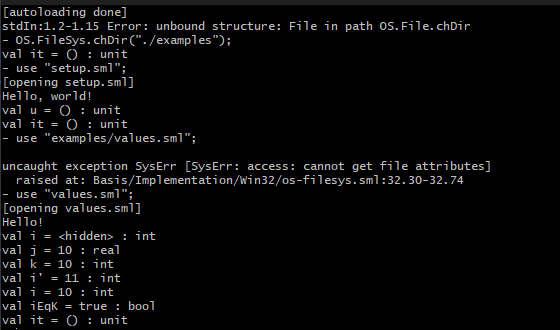 [autoloading done]
stdIn:1.2-1.15 Error: unbound structure: File in path OS.File.chDir
- OS.FileSys.chDir("./examples");
val it = () : unit
- use "setup.sml";
[opening setup.sml]
Hello, world!
val u = () : unit
val it = () : unit
- use "examples/values.sml";

uncaught exception SysErr [SysErr: access: cannot get file attributes]
  raised at: Basis/Implementation/Win32/os-filesys.sml:32.30-32.74
- use "values.sml";
[opening values.sml]
Hello!
val i = <hidden> : int
val j = 10 : real
val k = 10 : int
val i' = 11 : int
val i = 10 : int
val iEqK = true : bool
val it = () : unit